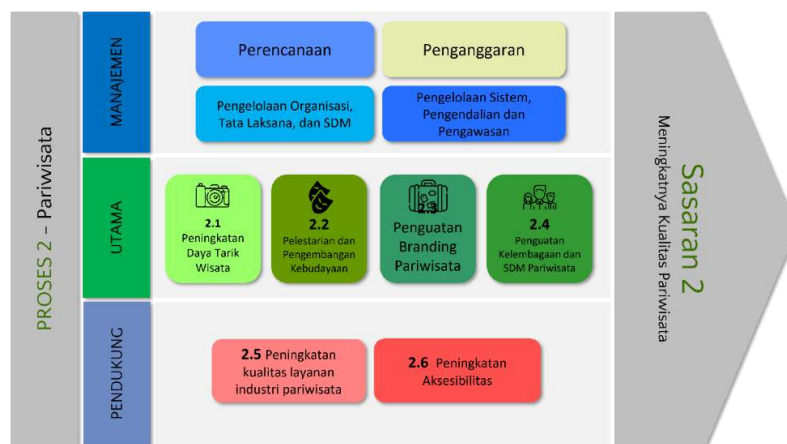 PROSES 2 – Pariwisata
MANAJEMEN
Perencanaan
Penganggaran
Pengelolaan Organisasi,
Tata Laksana, dan SDM
Pengelolaan Sistem,
Pengendalian dan
Pengawasan
UTAMA
2.1
Peningkatan
Daya Tarik
Wisata
2.2
Pelestarian dan
Pengembangan
Kebudayaan
2.3
Penguatan
Branding
Pariwisata
2.4
Penguatan
Kelembagaan dan
SDM Pariwisata
PENDUKUNG
2.5 Peningkatan
kualitas layanan
industri pariwisata
2.6 Peningkatan
Aksesibilitas
Sasaran 2
Meningkatnya Kualitas Pariwisata